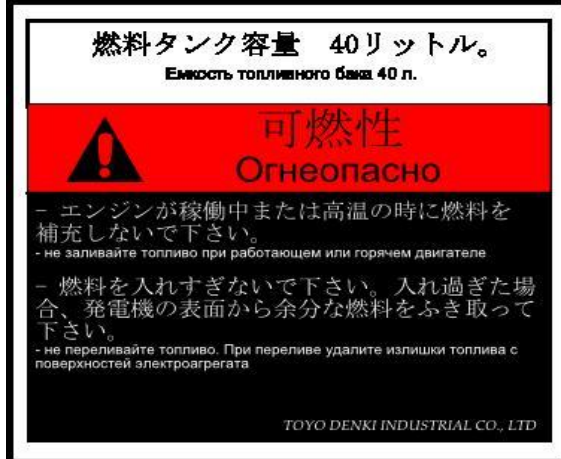 燃料タンク容量　40リットル。
Емкость топливного бака 40 л.
可燃性
Огнеопасно
− エンジンが稼働中または高温の時に燃料を
補充しないで下さい。
- не заливайте топливо при работающем или горячем двигателе
− 燃料を入れすぎないで下さい。入れ過ぎた場
合、発電機の表面から余分な燃料をふき取って
下さい。
- не переливайте топливо. При переливе удалите излишки топлива с
поверхностей электроагрегата
TOYO DENKI INDUSTRIAL CO., LTD